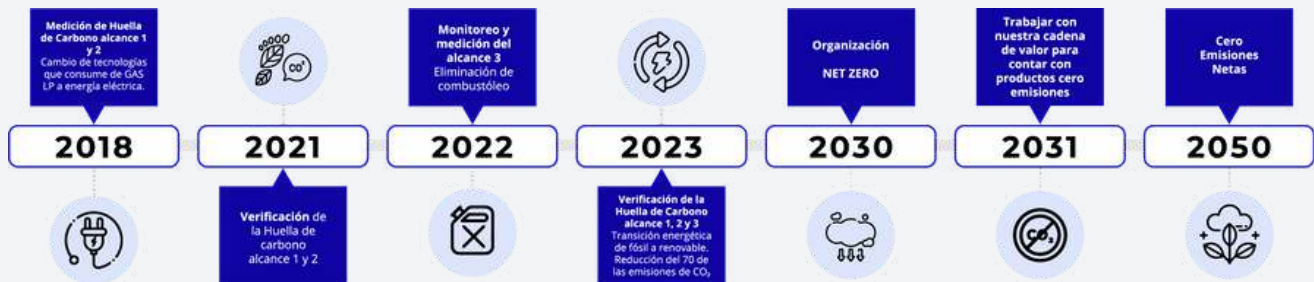 Medición de Huella
de Carbono alcance 1
y 2
Cambio de tecnologías
que consume de GAS
LP a energía eléctrica.
2018
CO²
2021
Verificación de
la Huella de
carbono
alcance 1 y 2
Monitoreo y
medición del
alcance 3
Eliminación de
combustóleo
2022
2023
Verificación de la
Huella de Carbono
alcance 1, 2 y 3
Transición energética
de fósil a renovable.
Reducción del 70 de
las emisiones de CO₂
Organización
NET ZERO
2030
Trabajar con
nuestra cadena de
valor para
contar con
productos cero
emisiones
2031
CO₂
Cero
Emisiones
Netas
2050